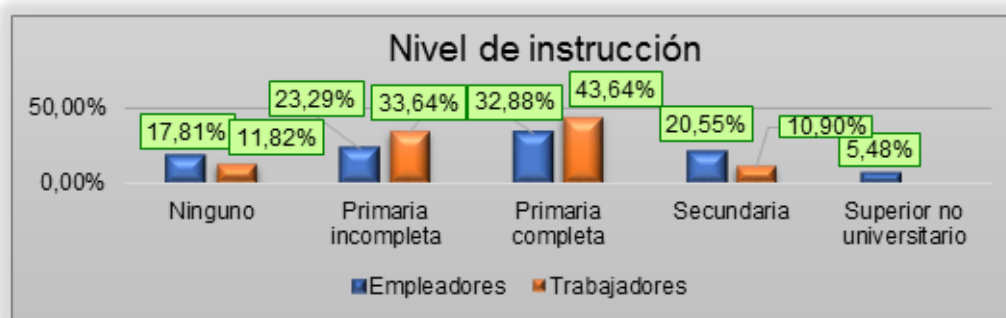 Nivel de instrucción
50,00%
0,00%
17,81%
11,82%
23,29%
33,64%
32,88%
43,64%
20,55%
10,90%
5,48%
Ninguno
Primaria
incompleta
Primaria
completa
Secundaria
Superior no
universitario
Empleadores
Trabajadores